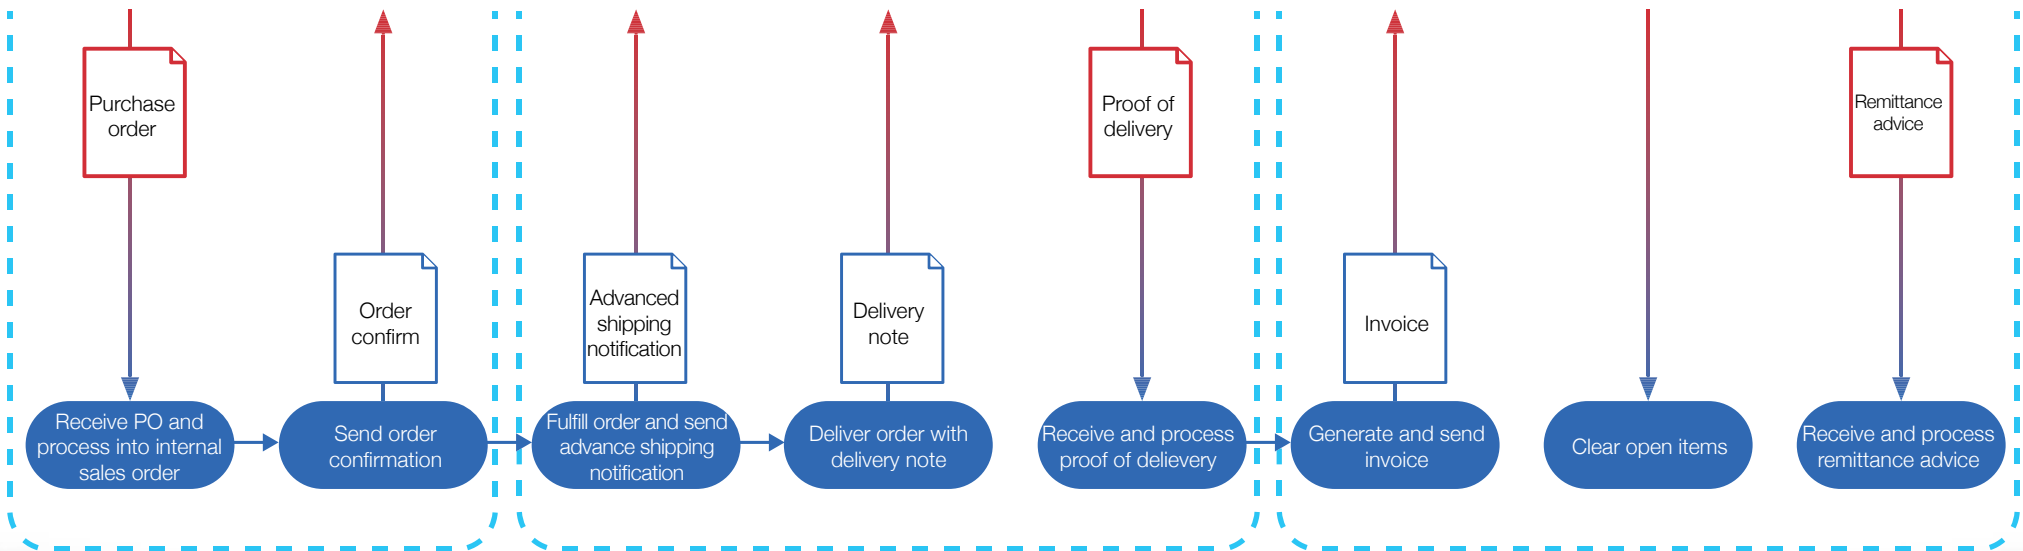 Purchase
order
Proof of
delivery
Remittance
advice
Order
confirm
Advanced
shipping
notification
Delivery
note
Invoice
Receive PO and
process into internal
sales order
Send order
confirmation
Fulfill order and send
advance shipping
notification
Deliver order with
delivery note
Receive and process
proof of delievery
Generate and send
invoice
Clear open items
Receive and process
remittance advice